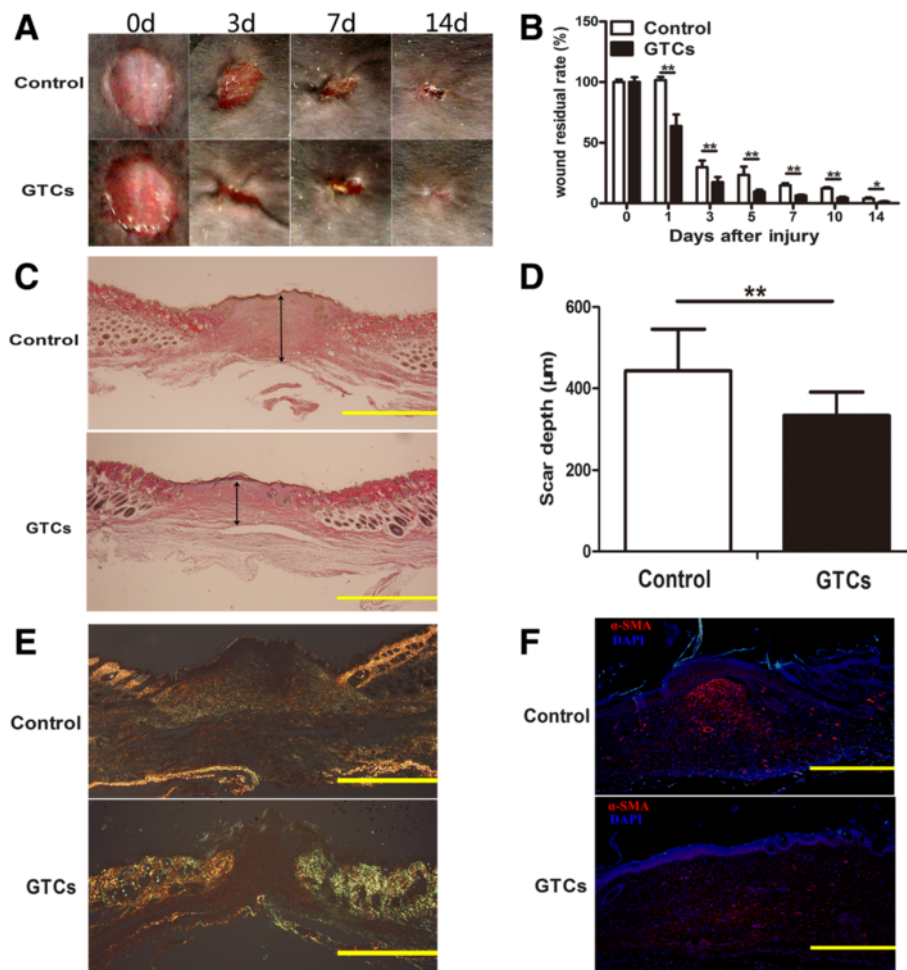 A
0d 3d 7d 14d
Control
GTCs
B
wound residual rate (%)
150
100
50
0
Control
GTCs
** ** ** ** ** *
0 1 3 5 7 10 14
Days after injury
C
Control
GTCs
D
Scar depth (μm)
600
400
200
0
**
Control GTCs
E
Control
GTCs
F
α-SMA
DAPI
Control
α-SMA
DAPI
GTCs